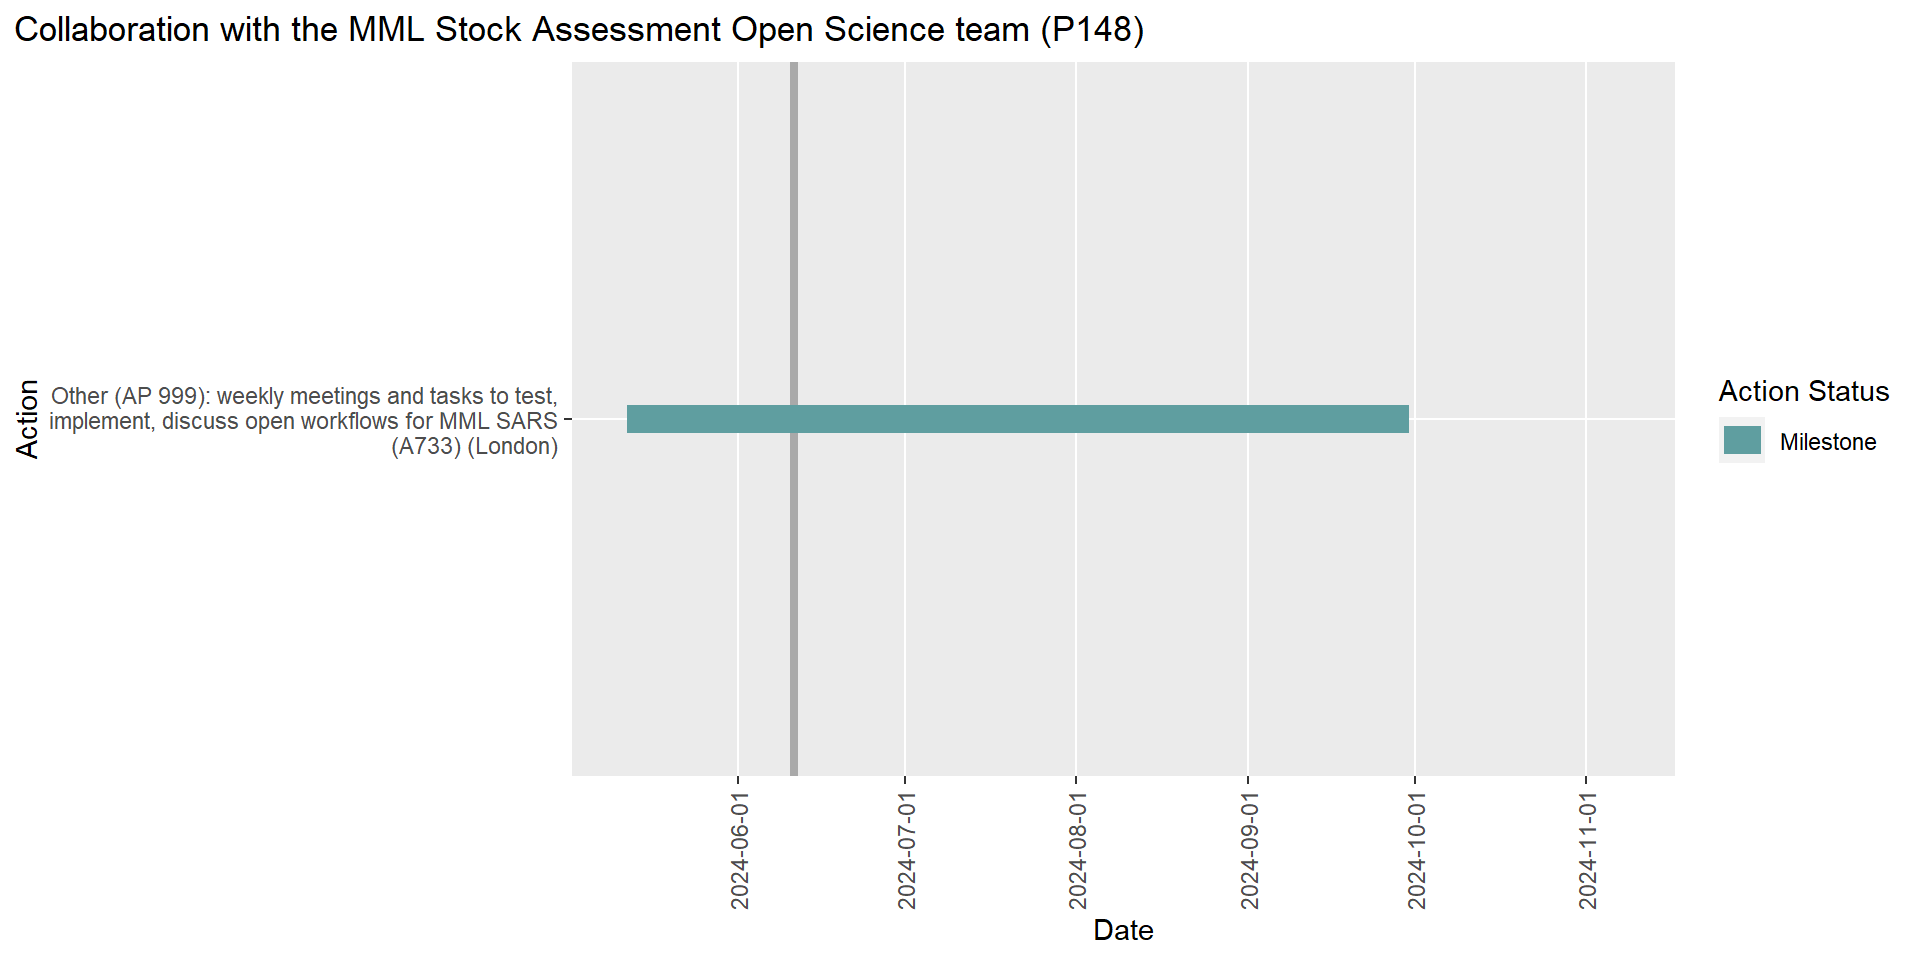 Collaboration with the MML Stock Assessment Open Science team (P148)
Action
Other (AP 999): weekly meetings and tasks to test,
implement, discuss open workflows for MML SARS
(A733) (London)
2024-06-01
2024-07-01
2024-08-01
2024-09-01
2024-10-01
2024-11-01
Date
Action Status
Milestone